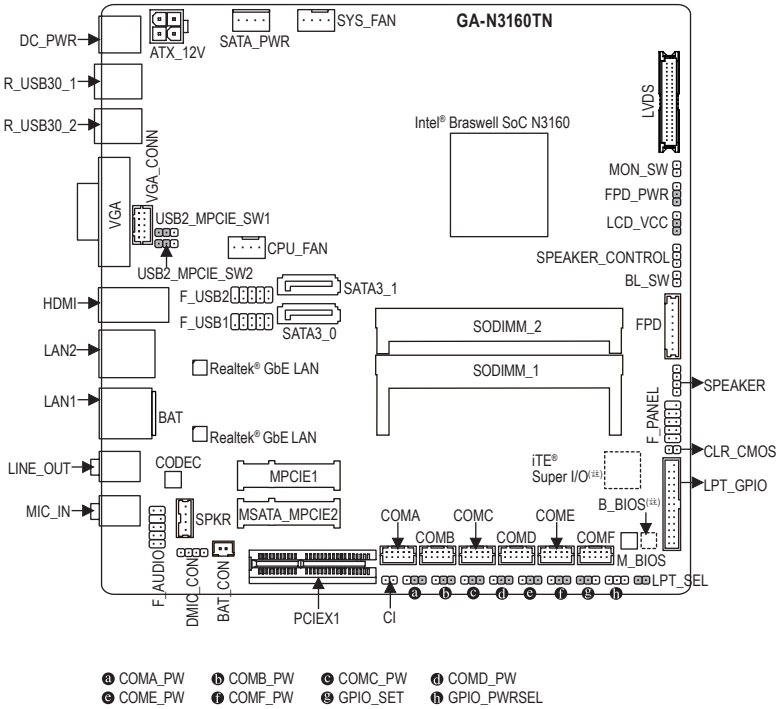 GA-N3160TN
DC_PWR
ATX_12V
SATA_PWR
SYS_FAN
R_USB30_1
R_USB30_2
LVDS
Intel® Braswell SoC N3160
MON_SW
FPD_PWR
LCD_VCC
VGA
VGA_CONN
USB2_MPCIE_SW1
USB2_MPCIE_SW2
CPU_FAN
SPEAKER_CONTROL
BL_SW
HDMI
F_USB2
F_USB1
SATA3_1
SATA3_0
SODIMM_2
SODIMM_1
FPD
LAN2
Realtek® GbE LAN
SPEAKER
LAN1
BAT
F_PANEL
Realtek® GbE LAN
CLR_CMOS
LINE_OUT
CODEC
MPCIE1
iTE®
Super I/O(註)
LPT_GPIO
B_BIOS(註)
MIC_IN
SPKR
MSATA_MPCIE2
COMA
COMB
COMC
COMD
COME
COMF
M_BIOS
F_AUDIO
DMIC_CON
BAT_CON
PCIEX1
CI
a
b
c
d
e
f
g
h
LPT_SEL
a COMA_PW b COMB_PW c COMC_PW d COMD_PW
e COME_PW f COMF_PW g GPIO_SET h GPIO_PWRSEL